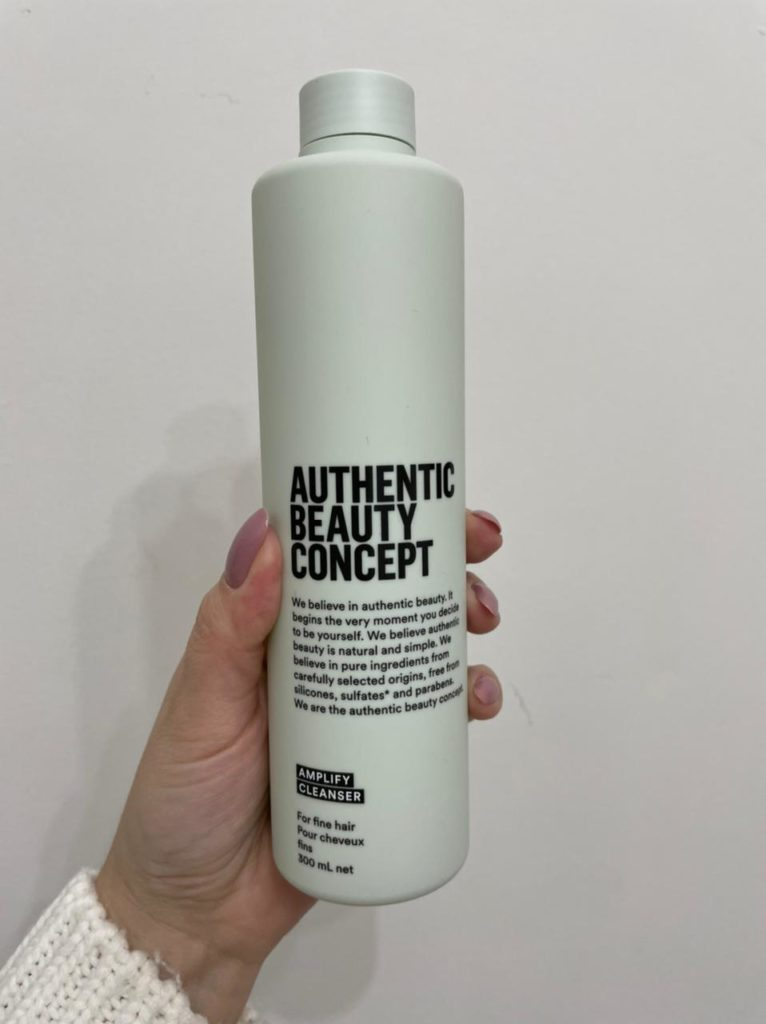 AUTHENTIC
BEAUTY
CONCEPT
We believe in authentic beauty. It
begins the very moment you decide
to be yourself. We believe authentic
beauty is natural and simple. We
believe in pure ingredients from
carefully selected origins, free from
silicones, sulfates* and parabens.
We are the authentic beauty concept.
AMPLIFY
CLEANSER
For fine hair
Pour cheveux
fins
300 mL net